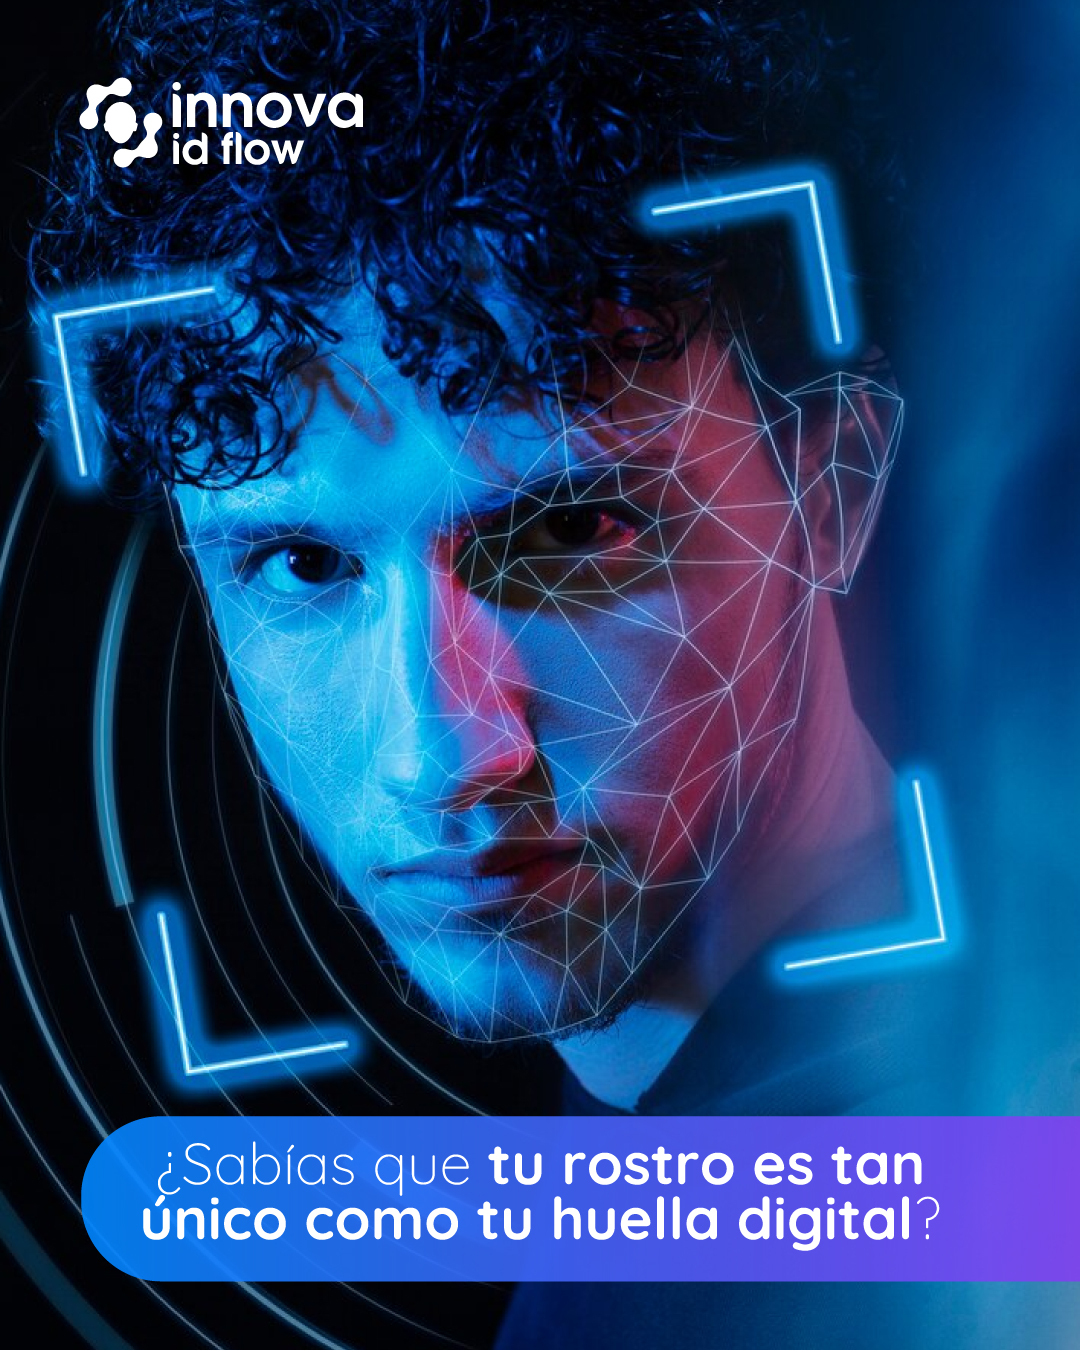 innova
id flow
¿Sabías que tu rostro es tan
único como tu huella digital?